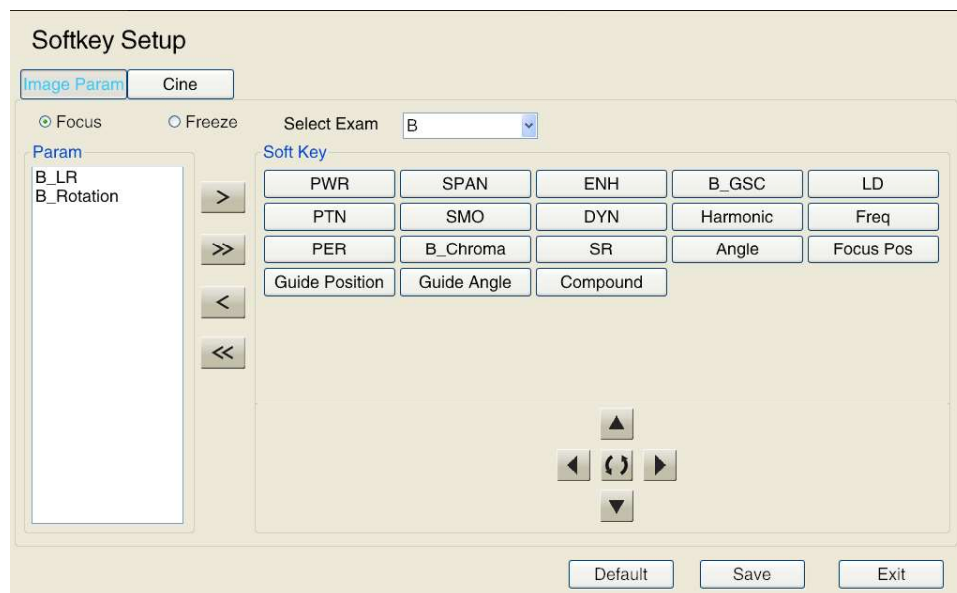 Softkey Setup
Image Param Cine
Focus Freeze Select Exam B
Param Soft Key
B_LR
B_Rotation
> >> < <<
PWR SPAN ENH B_GSC LD
PTN SMO DYN Harmonic Freq
PER B_Chroma SR Angle Focus Pos
Guide Position Guide Angle Compound
Default Save Exit